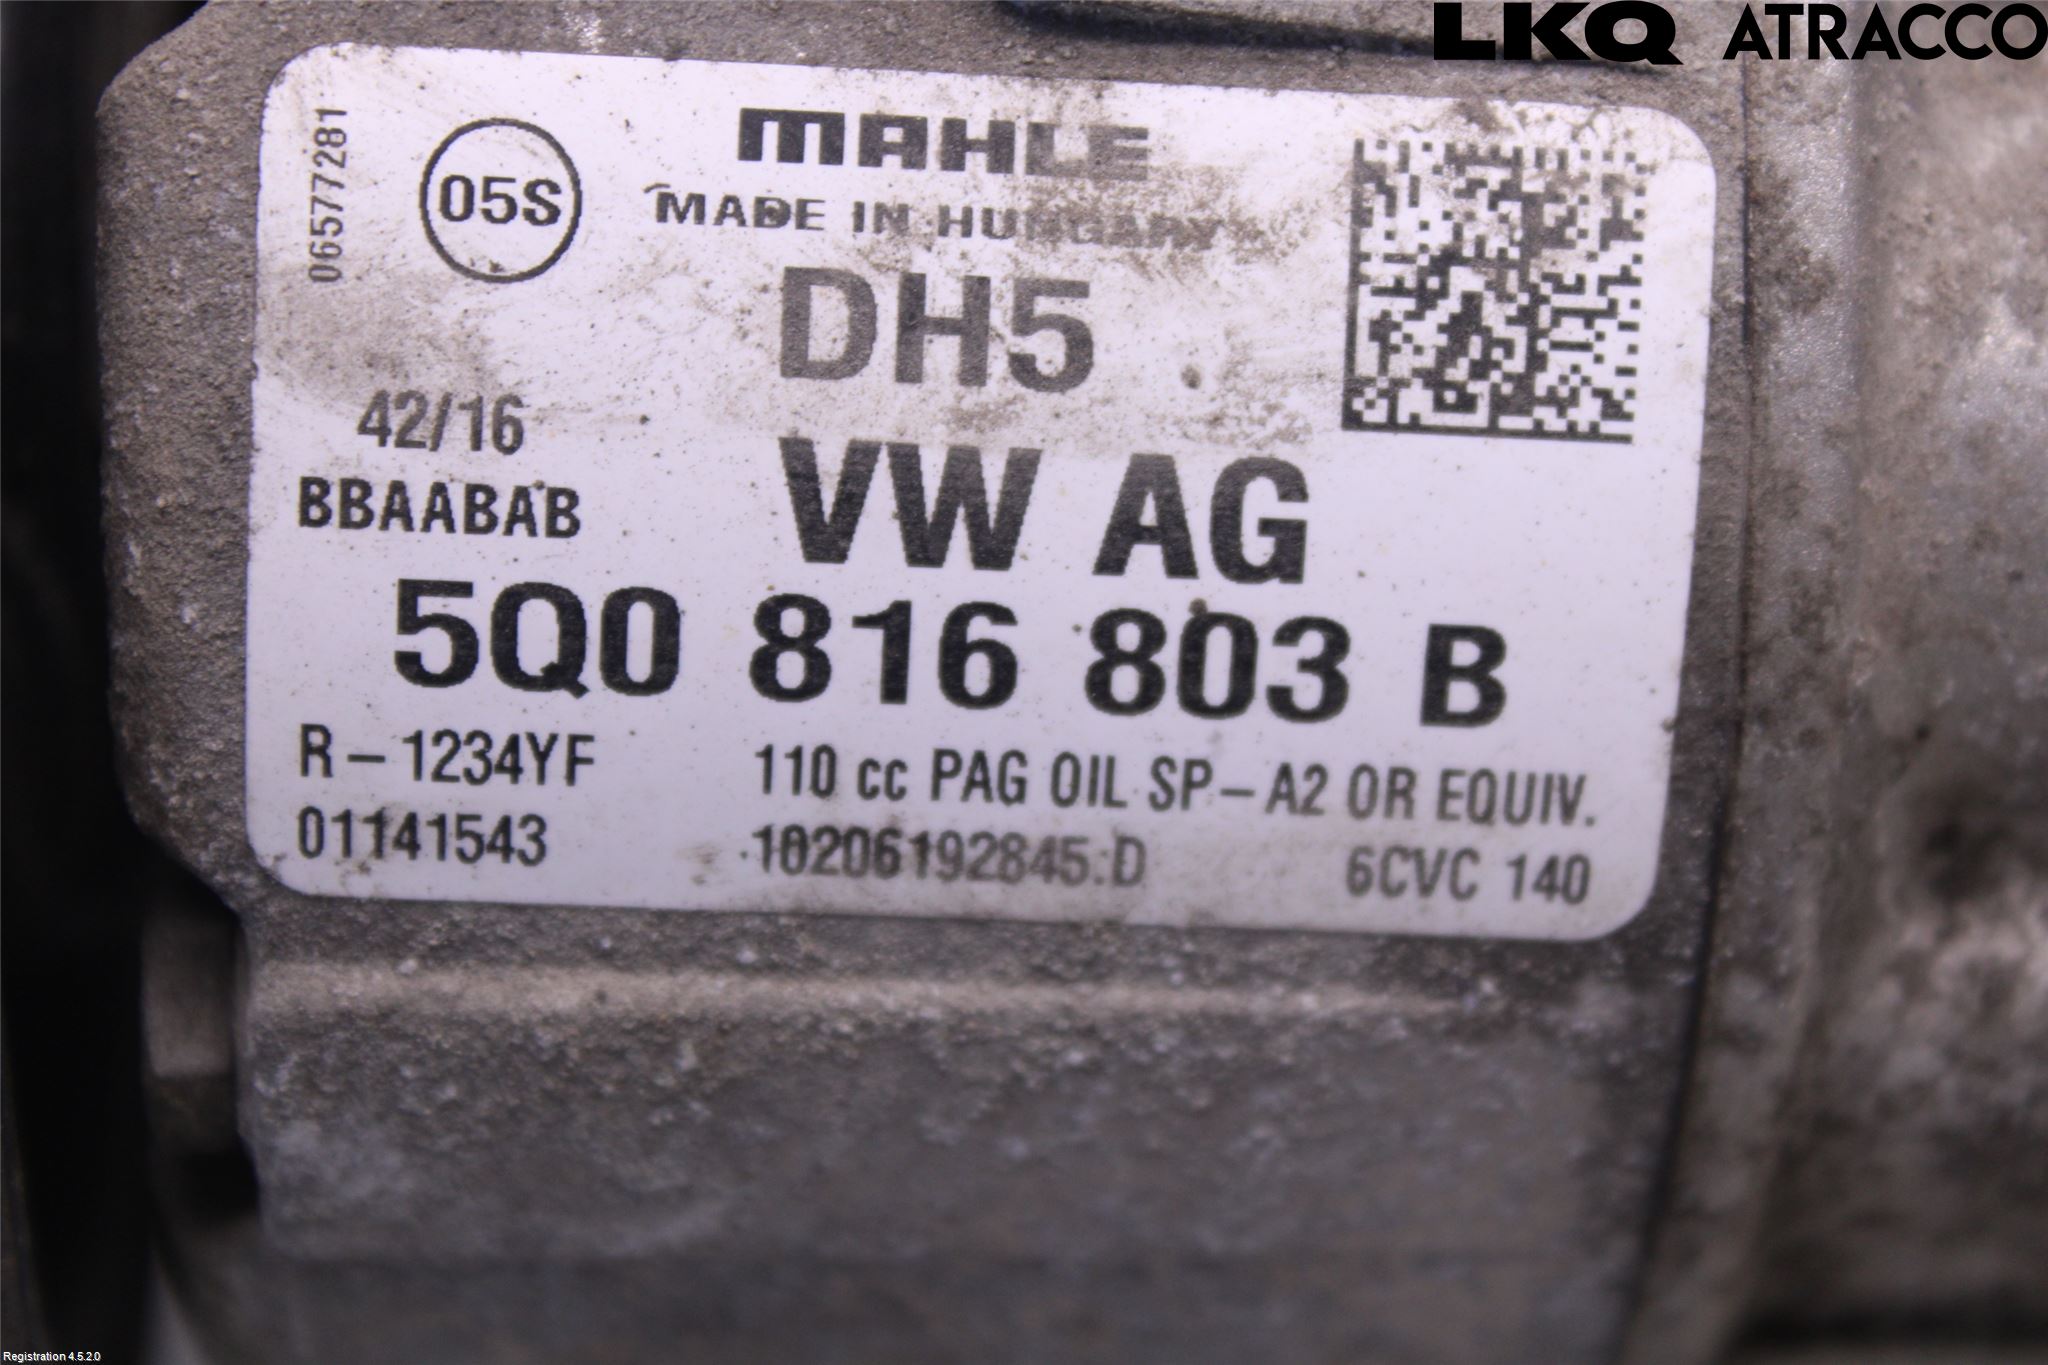 LKQ ATRACCO
06577281
05S
MAHLE
MADE IN HUNGARY
DH5
42/16
BBAABAB
VW AG
5Q0 816 803 B
R-1234YF
110 cc PAG OIL SP-A2 OR EQUIV.
01141543
10206192845.D
6CVC 140
Registration 4.5.2.0